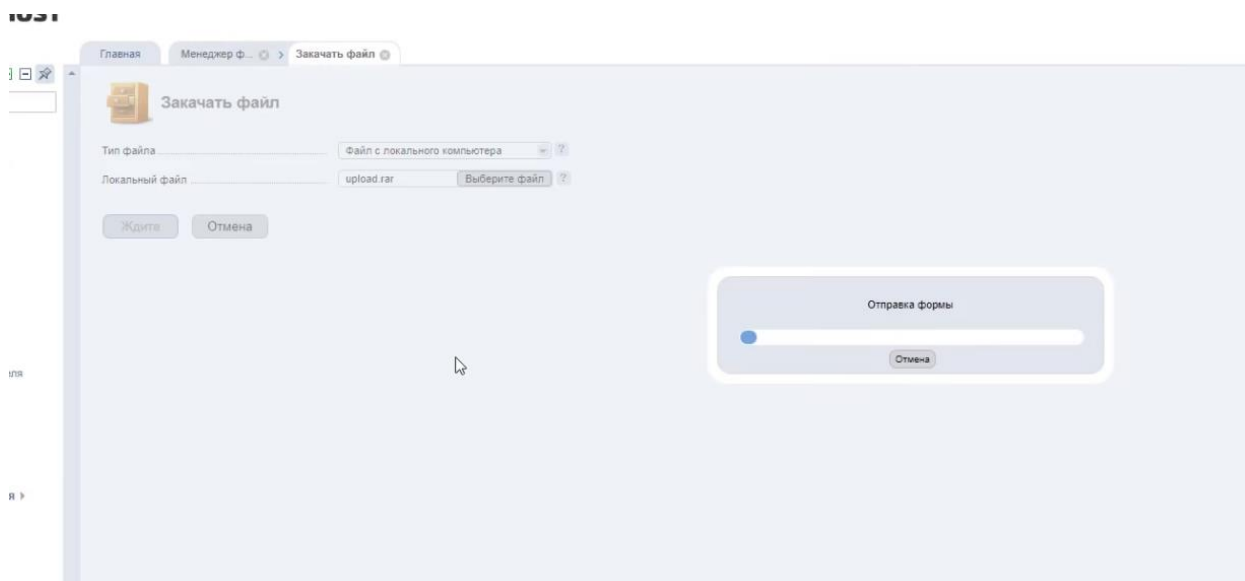 Главная Менеджер ф... > Закачать файл
Закачать файл
Тип файла Файл с локального компьютера ?
Локальный файл upload.rar Выберите файл ?
Ждите Отмена
Отправка формы
Отмена